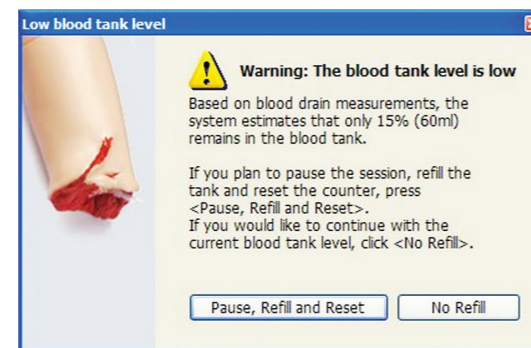 Low blood tank level
Warning: The blood tank level is low
Based on blood drain measurements, the
system estimates that only 15% (60ml)
remains in the blood tank.
If you plan to pause the session, refill the
tank and reset the counter, press
<Pause, Refill and Reset>.
If you would like to continue with the
current blood tank level, click <No Refill>.
Pause, Refill and Reset
No Refill